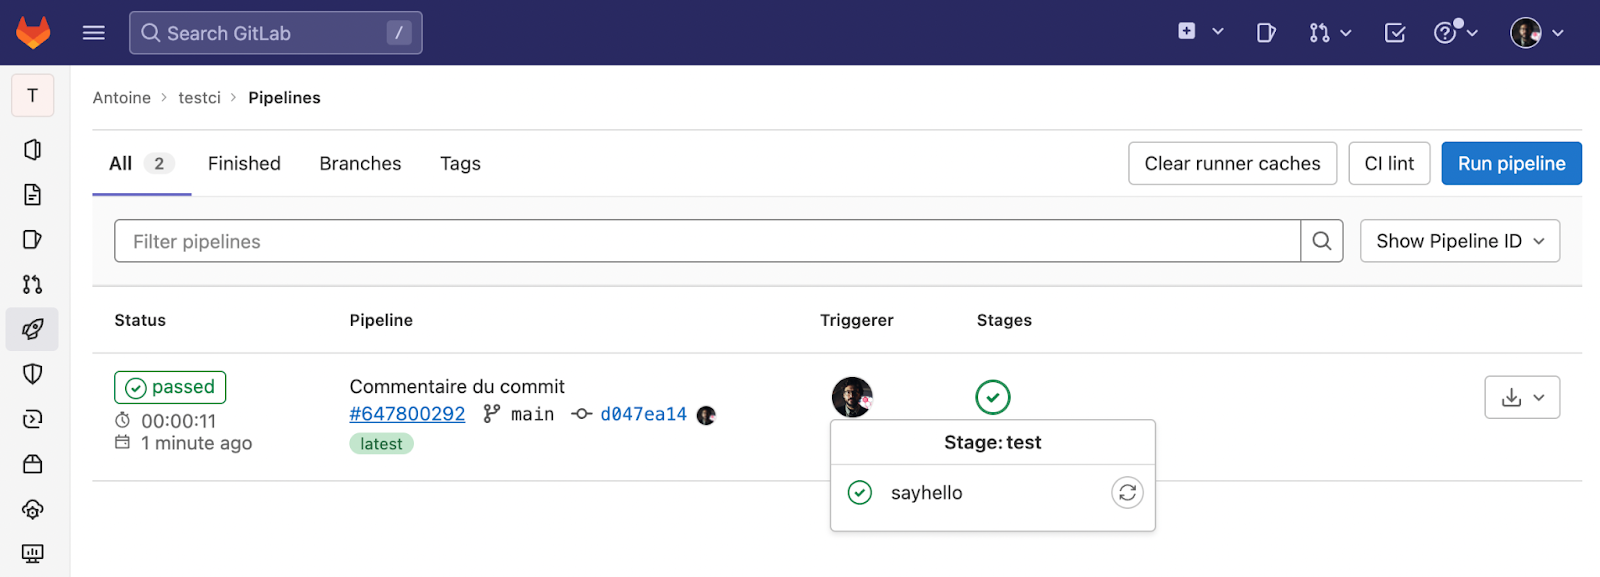 Search GitLab /
T
Antoine > testci > Pipelines
All 2 Finished Branches Tags Clear runner caches CI lint Run pipeline
Filter pipelines Show Pipeline ID
Status Pipeline Triggerer Stages
passed Commentaire du commit
#647800292 main d047ea14
00:00:11
1 minute ago latest
Stage: test
sayhello